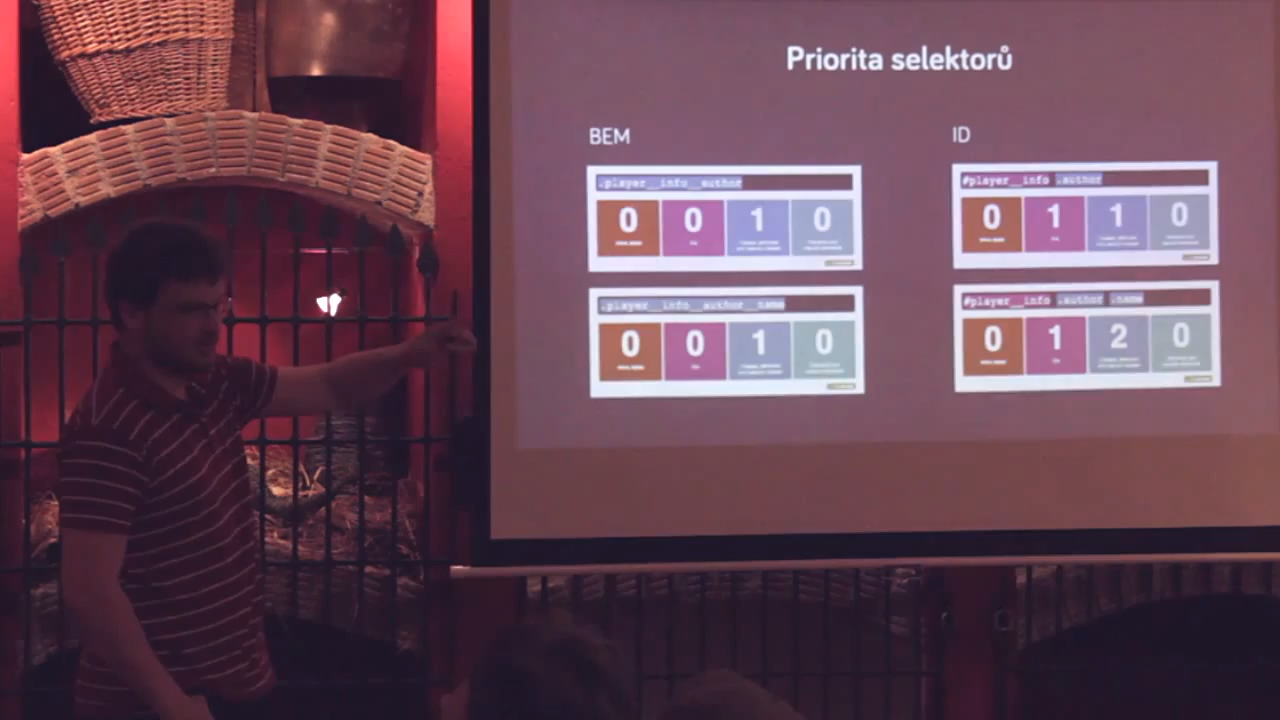 Priorita selektorů
BEM
.player__info__author
0 0 1 0
.player__info__author__name
0 0 1 0
ID
#player__info .author
0 1 1 0
#player__info .author .name
0 1 2 0